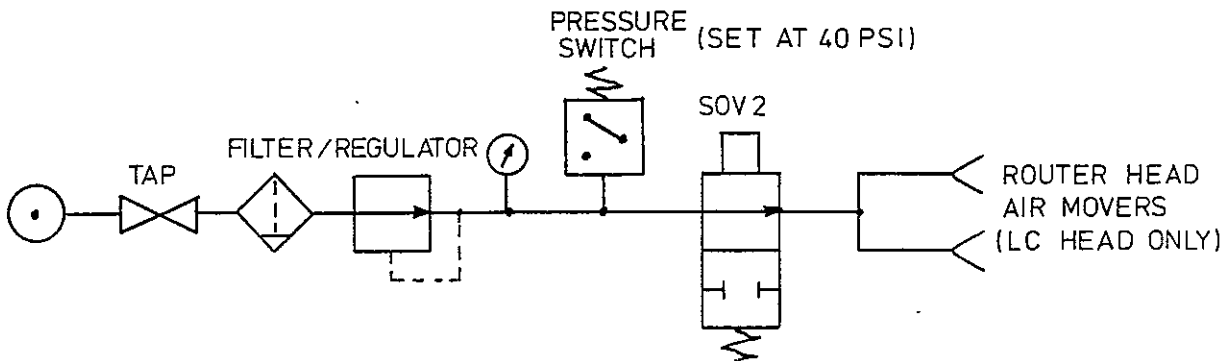 PRESSURE
SWITCH (SET AT 40 PSI)
SOV 2
FILTER/REGULATOR
TAP
ROUTER HEAD
AIR MOVERS
(LC HEAD ONLY)